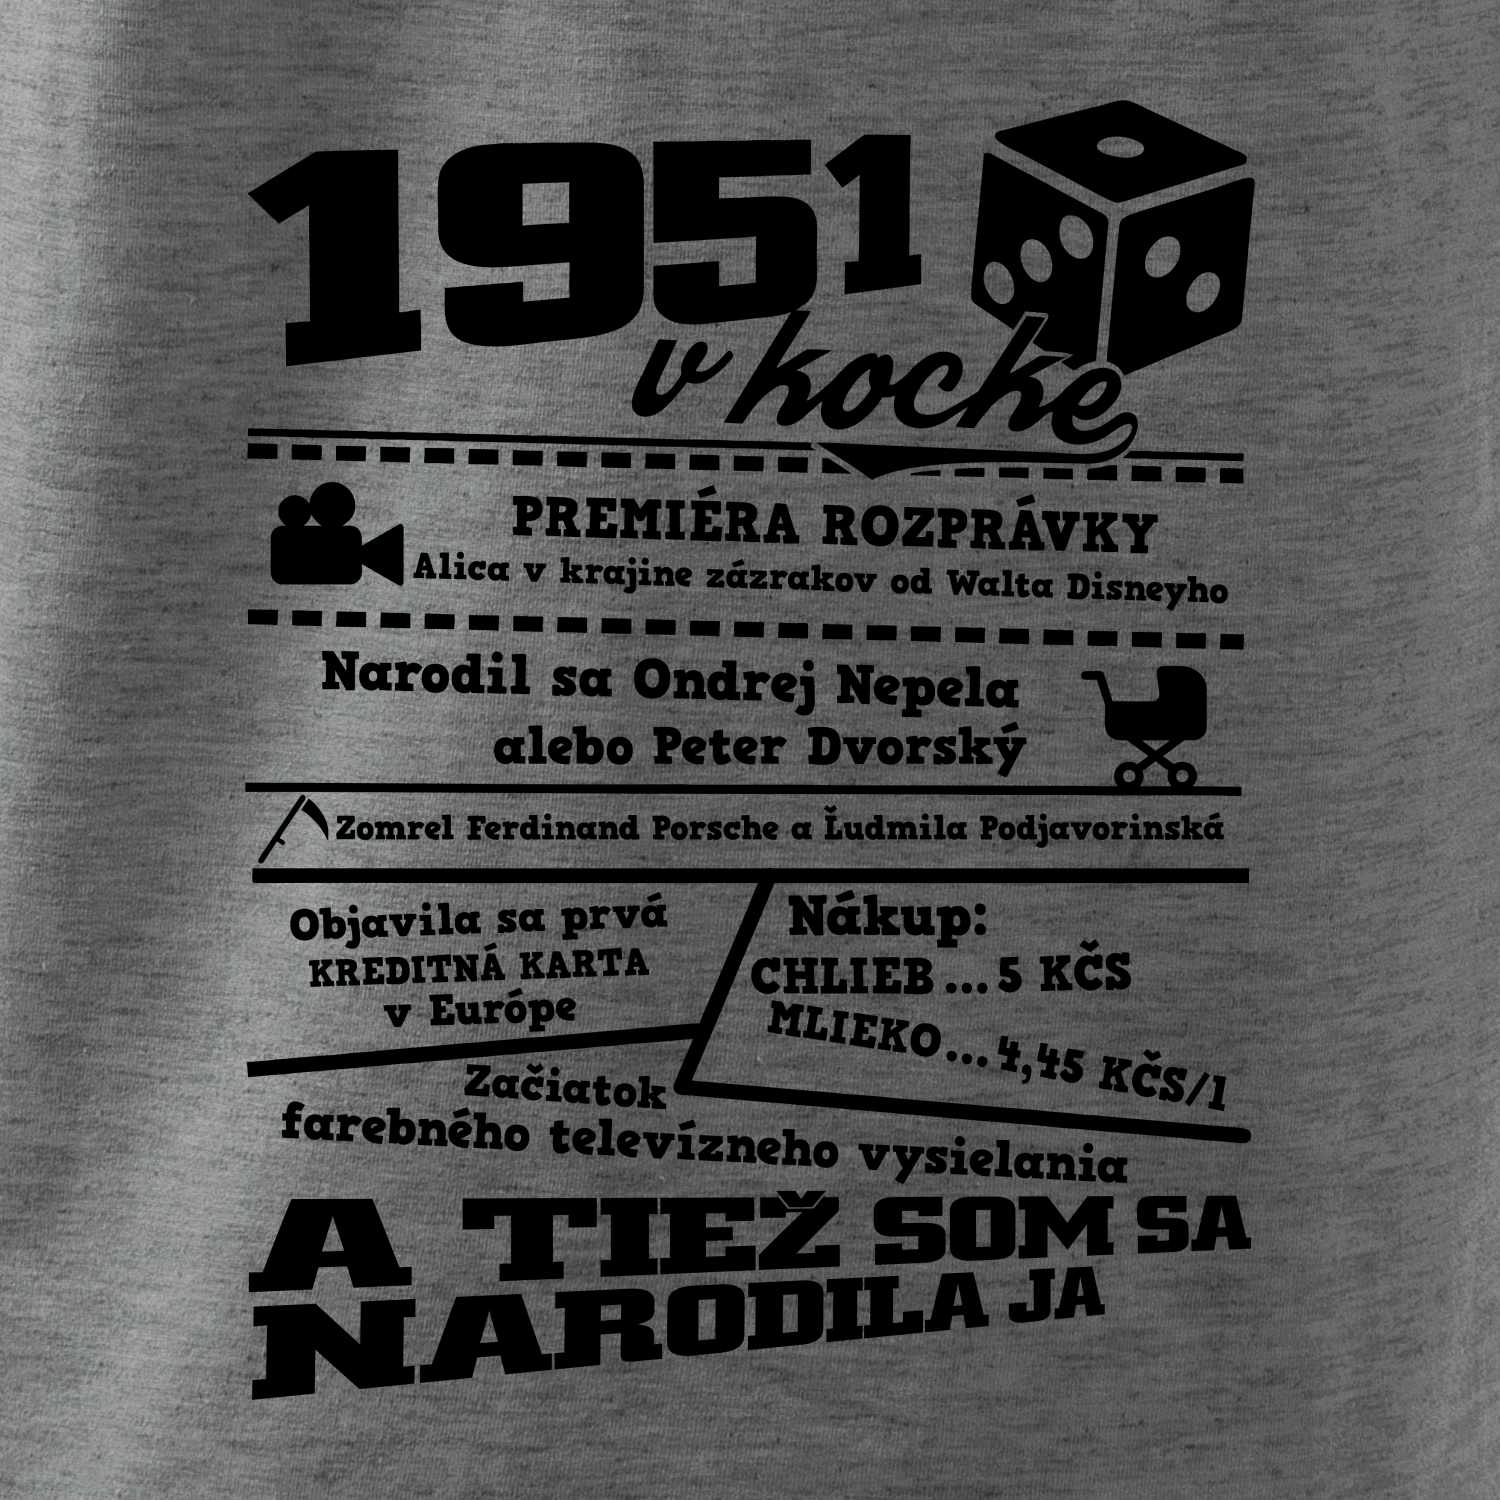 1951
v kocke
PREMIÉRA ROZPRÁVKY
Alica v krajine zázrakov od Walta Disneyho
Narodil sa Ondrej Nepela
alebo Peter Dvorský
Zomrel Ferdinand Porsche a Ľudmila Podjavorinská
Objavila sa prvá
KREDITNÁ KARTA
v Európe
Nákup:
CHLIEB...5 KČS
MLIEKO...4,45 KČS/l
Začiatok
farebného televízneho vysielania
A TIEŽ SOM SA
NARODILA JA